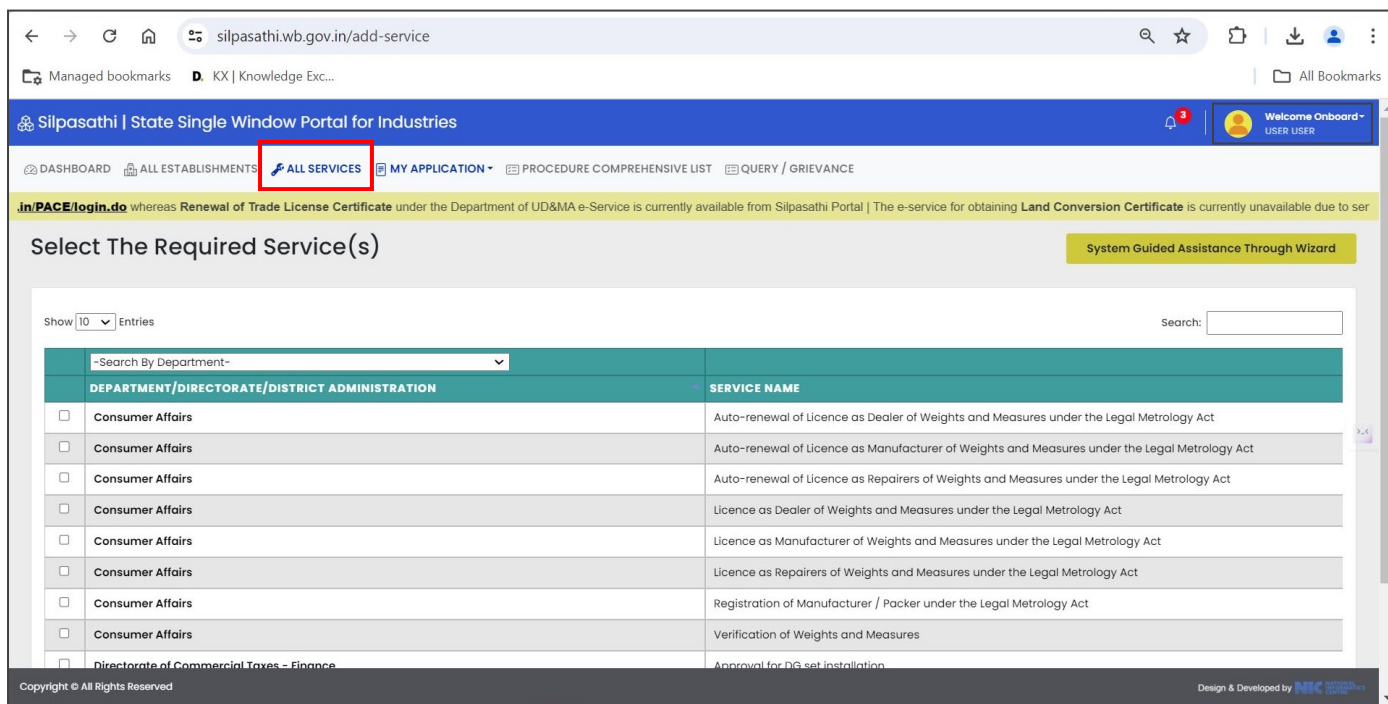 silpasathi.wb.gov.in/add-service
Managed bookmarks D. KX | Knowledge Exc... All Bookmarks
Silpasathi | State Single Window Portal for Industries 3 Welcome Onboard
USER USER
DASHBOARD ALL ESTABLISHMENTS ALL SERVICES MY APPLICATION PROCEDURE COMPREHENSIVE LIST QUERY / GRIEVANCE
.in/PACE/login.do whereas Renewal of Trade License Certificate under the Department of UD&MA e-Service is currently available from Silpasathi Portal | The e-service for obtaining Land Conversion Certificate is currently unavailable due to ser
Select The Required Service(s) System Guided Assistance Through Wizard
Show 10 Entries Search:
-Search By Department-
DEPARTMENT/DIRECTORATE/DISTRICT ADMINISTRATION SERVICE NAME
Consumer Affairs Auto-renewal of Licence as Dealer of Weights and Measures under the Legal Metrology Act
Consumer Affairs Auto-renewal of Licence as Manufacturer of Weights and Measures under the Legal Metrology Act
Consumer Affairs Auto-renewal of Licence as Repairers of Weights and Measures under the Legal Metrology Act
Consumer Affairs Licence as Dealer of Weights and Measures under the Legal Metrology Act
Consumer Affairs Licence as Manufacturer of Weights and Measures under the Legal Metrology Act
Consumer Affairs Licence as Repairers of Weights and Measures under the Legal Metrology Act
Consumer Affairs Registration of Manufacturer / Packer under the Legal Metrology Act
Consumer Affairs Verification of Weights and Measures
Directorate of Commercial Taxes - Finance Approval for DG set installation
Copyright © All Rights Reserved Design & Developed by NIC NATIONAL INFORMATICS CENTRE